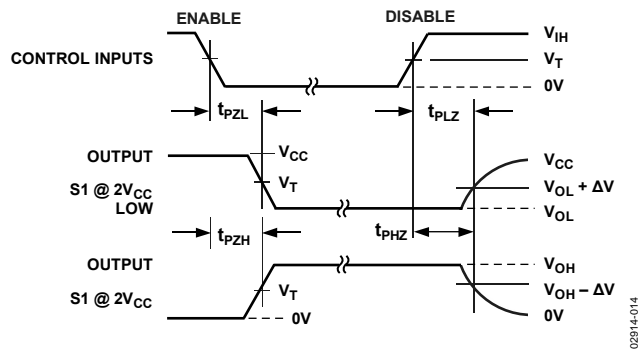 ENABLE DISABLE
CONTROL INPUTS
VIH
VT
0V
tPZL tPLZ
OUTPUT
S1 @ 2VCC
LOW
VCC
VT
VCC
VOL + ΔV
VOL
tPZH tPHZ
OUTPUT
S1 @ 2VCC
VT
0V
VOH
VOH – ΔV
0V
02914-014